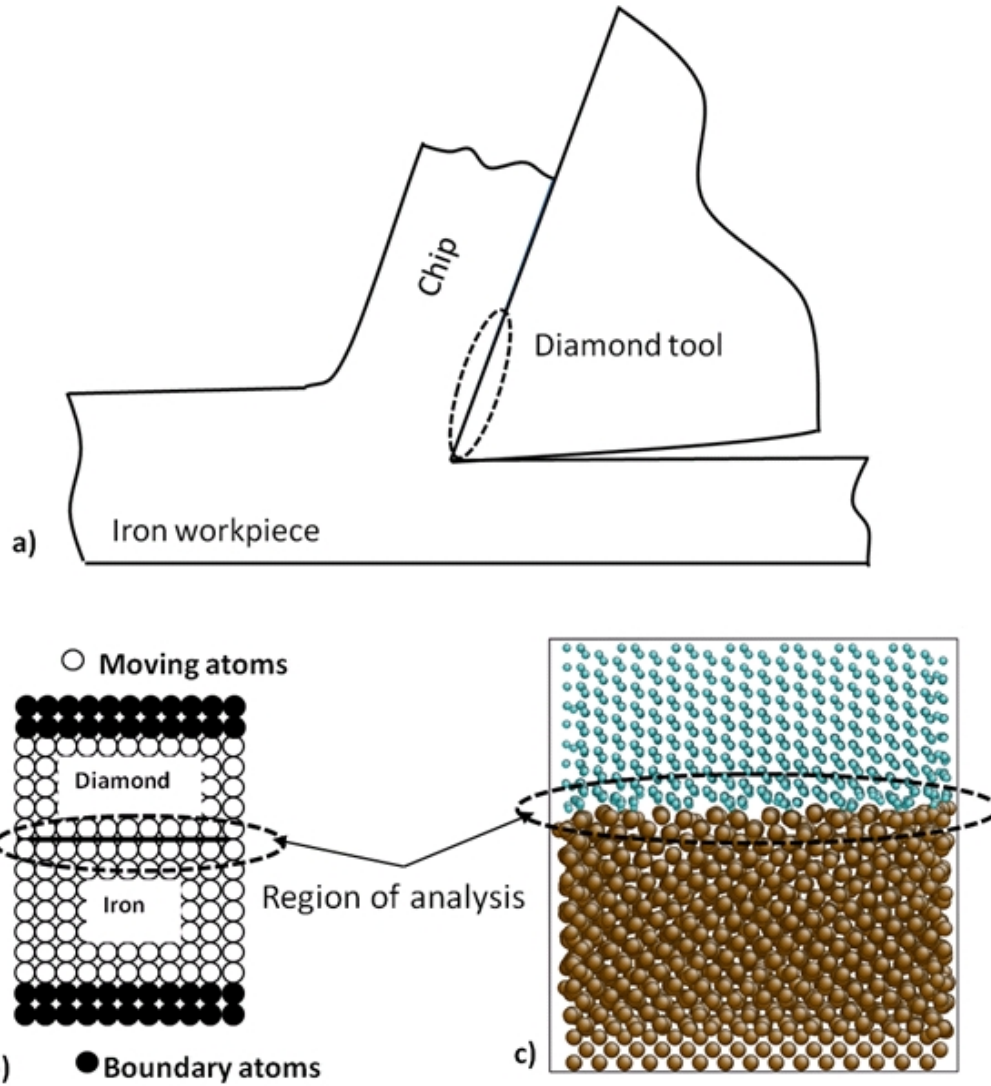 Chip
Diamond tool
Iron workpiece
a)
Moving atoms
Diamond
Iron
Region of analysis
)
Boundary atoms
c)